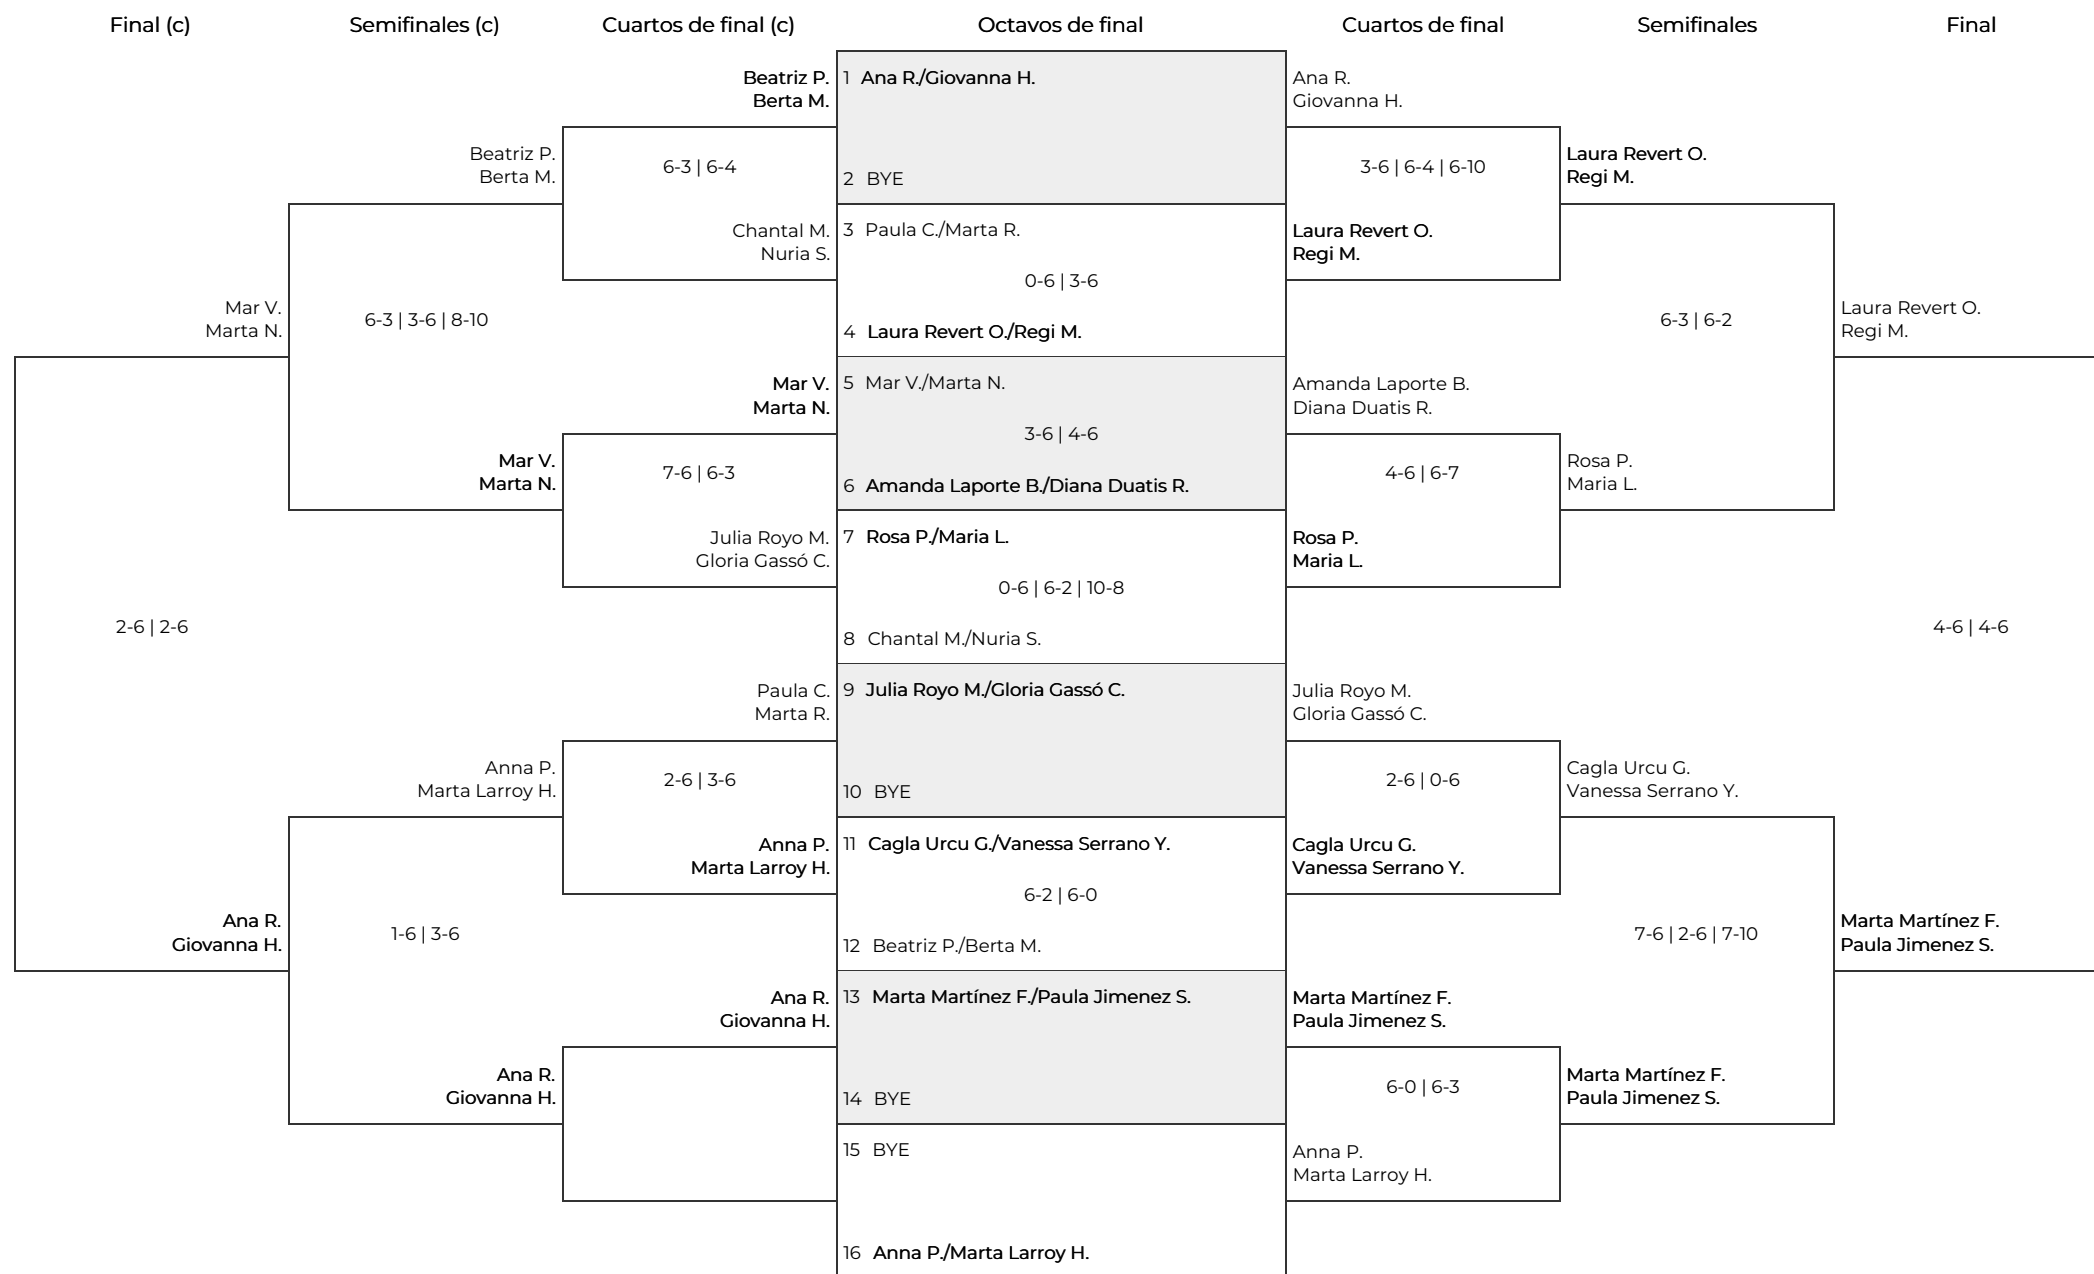 Final (c)
Semifinales (c)
Cuartos de final (c)
Octavos de final
Cuartos de final
Semifinales
Final
Mar V.
Marta N.
2-6 | 2-6
Ana R.
Giovanna H.
Beatriz P.
Berta M.
6-3 | 3-6 | 8-10
Mar V.
Marta N.
Anna P.
Marta Larroy H.
1-6 | 3-6
Ana R.
Giovanna H.
Beatriz P.
Berta M.
6-3 | 6-4
Chantal M.
Nuria S.
Mar V.
Marta N.
7-6 | 6-3
Julia Royo M.
Gloria Gassó C.
Paula C.
Marta R.
2-6 | 3-6
Anna P.
Marta Larroy H.
Ana R.
Giovanna H.
1 Ana R./Giovanna H.
2 BYE
3 Paula C./Marta R.
0-6 | 3-6
4 Laura Revert O./Regi M.
5 Mar V./Marta N.
3-6 | 4-6
6 Amanda Laporte B./Diana Duatis R.
7 Rosa P./Maria L.
0-6 | 6-2 | 10-8
8 Chantal M./Nuria S.
9 Julia Royo M./Gloria Gassó C.
10 BYE
11 Cagla Urcu G./Vanessa Serrano Y.
6-2 | 6-0
12 Beatriz P./Berta M.
13 Marta Martínez F./Paula Jimenez S.
14 BYE
15 BYE
16 Anna P./Marta Larroy H.
Ana R.
Giovanna H.
3-6 | 6-4 | 6-10
Laura Revert O.
Regi M.
Amanda Laporte B.
Diana Duatis R.
4-6 | 6-7
Rosa P.
Maria L.
Julia Royo M.
Gloria Gassó C.
2-6 | 0-6
Cagla Urcu G.
Vanessa Serrano Y.
Marta Martínez F.
Paula Jimenez S.
6-0 | 6-3
Anna P.
Marta Larroy H.
Laura Revert O.
Regi M.
6-3 | 6-2
Rosa P.
Maria L.
Cagla Urcu G.
Vanessa Serrano Y.
7-6 | 2-6 | 7-10
Marta Martínez F.
Paula Jimenez S.
Laura Revert O.
Regi M.
4-6 | 4-6
Marta Martínez F.
Paula Jimenez S.